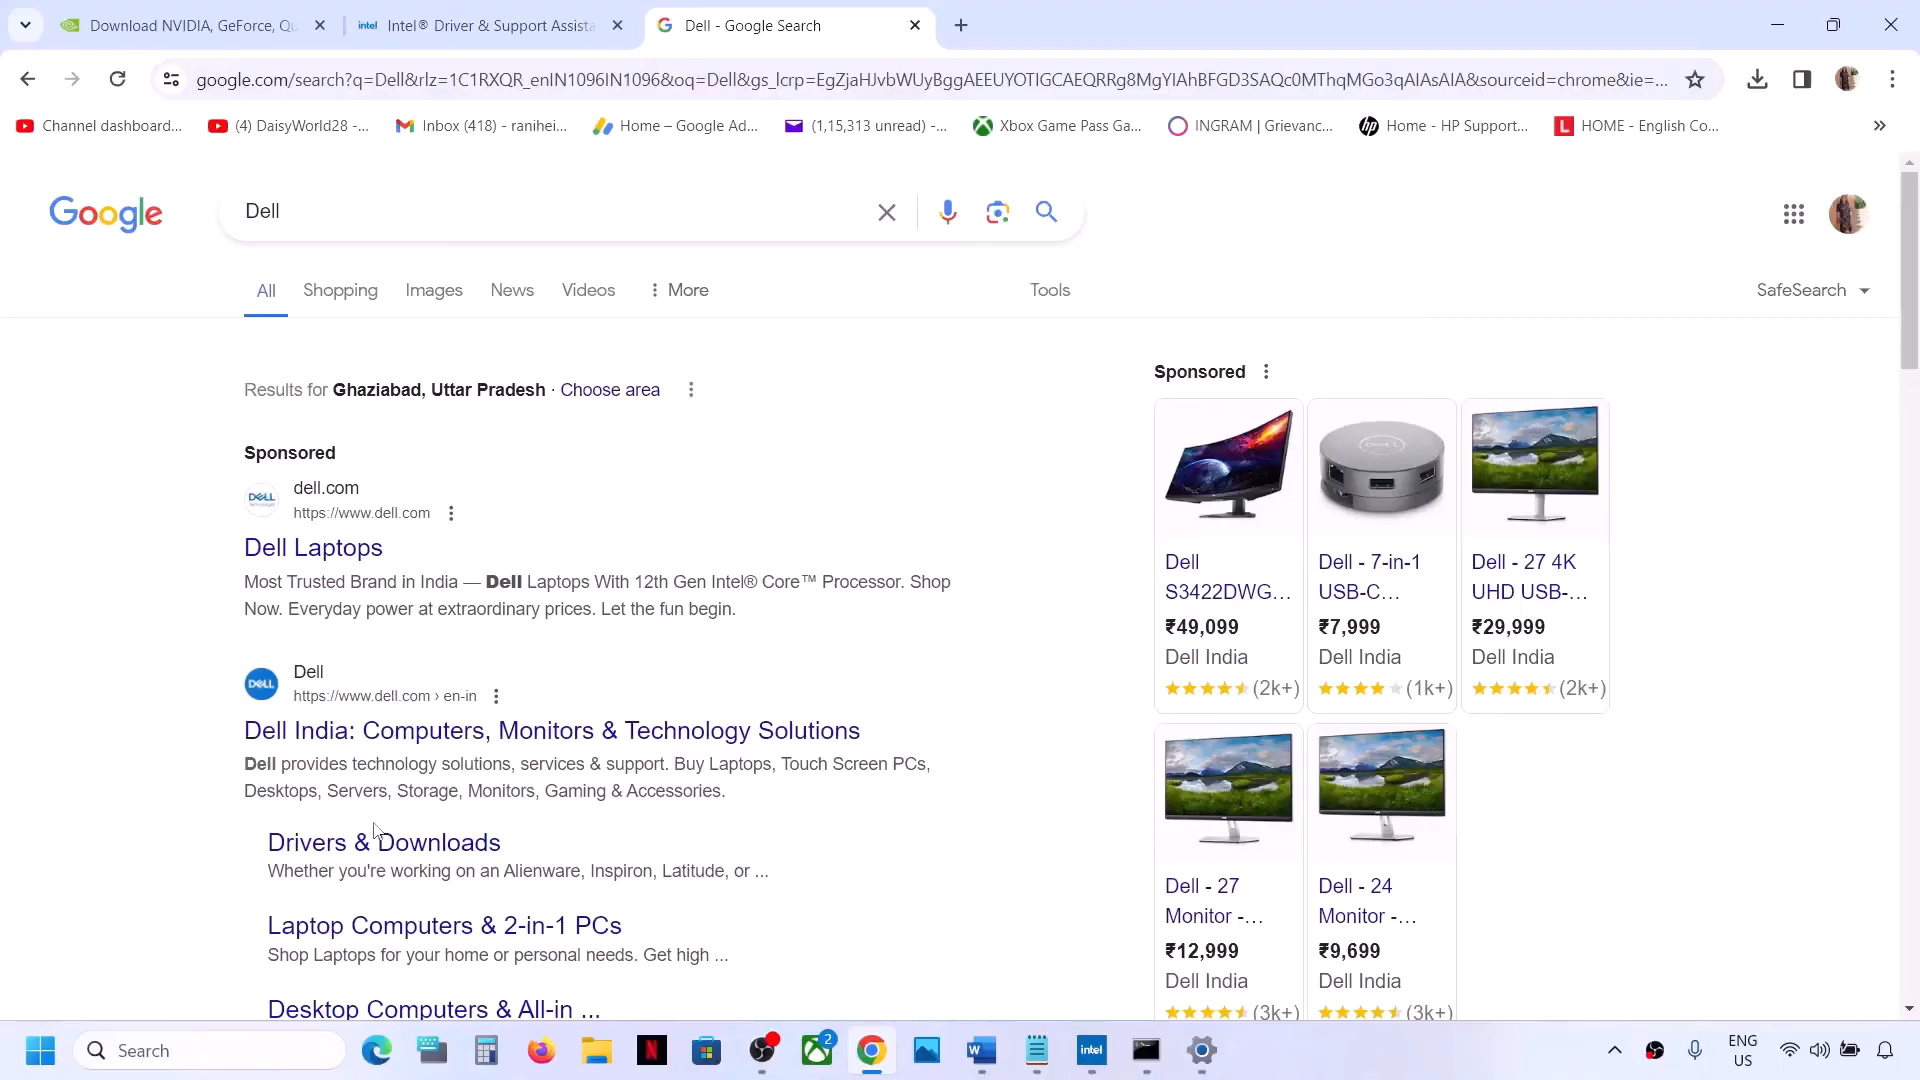 Download NVIDIA, GeForce, Qu
intel Intel® Driver & Support Assista
Dell - Google Search
google.com/search?q=Dell&rlz=1C1RXQR_enIN1096IN1096&oq=Dell&gs_lcrp=EgZjaHJvbWUyBggAEEUYOTIGCAEQRRg8MgYIAhBFGD3SAQc0MThqMGo3qAIAsAIA&sourceid=chrome&ie=...
Channel dashboard...
(4) DaisyWorld28 -...
Inbox (418) - ranihei...
Home – Google Ad...
(1,15,313 unread) -...
Xbox Game Pass Ga...
INGRAM | Grievanc...
Home - HP Support...
HOME - English Co...
Google
Dell
All
Shopping
Images
News
Videos
More
Tools
SafeSearch
Results for Ghaziabad, Uttar Pradesh · Choose area
Sponsored
dell.com
https://www.dell.com
Dell Laptops
Most Trusted Brand in India — Dell Laptops With 12th Gen Intel® Core™ Processor. Shop
Now. Everyday power at extraordinary prices. Let the fun begin.
DELL
Dell
https://www.dell.com › en-in
Dell India: Computers, Monitors & Technology Solutions
Dell provides technology solutions, services & support. Buy Laptops, Touch Screen PCs,
Desktops, Servers, Storage, Monitors, Gaming & Accessories.
Drivers & Downloads
Whether you're working on an Alienware, Inspiron, Latitude, or ...
Laptop Computers & 2-in-1 PCs
Shop Laptops for your home or personal needs. Get high ...
Desktop Computers & All-in ...
Sponsored
Dell
S3422DWG...
₹49,099
Dell India
(2k+)
Dell - 7-in-1
USB-C...
₹7,999
Dell India
(1k+)
Dell - 27 4K
UHD USB-...
₹29,999
Dell India
(2k+)
Dell - 27
Monitor -...
₹12,999
Dell India
(3k+)
Dell - 24
Monitor -...
₹9,699
Dell India
(3k+)
Search
2
intel
ENG
US